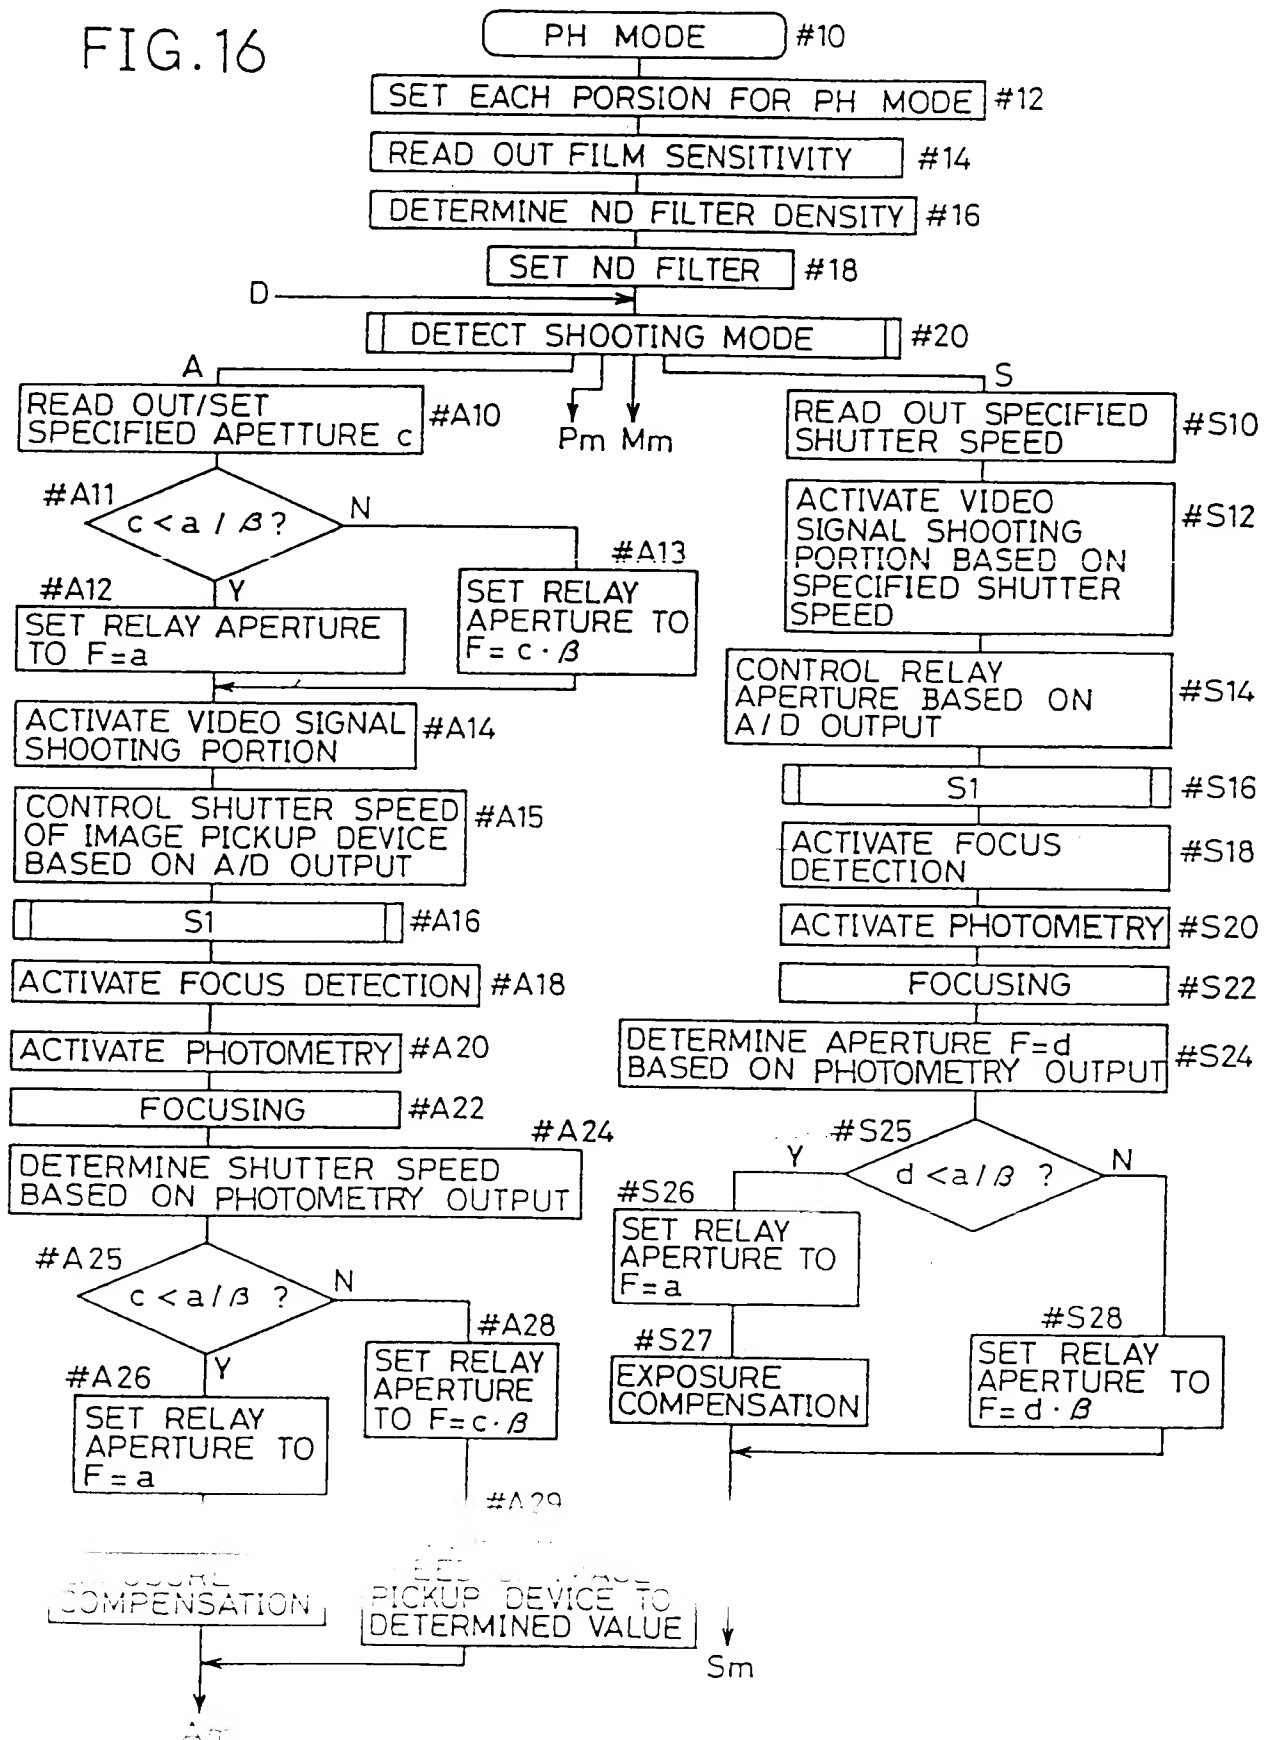 FIG.16
PH MODE
#10
SET EACH PORSION FOR PH MODE
#12
READ OUT FILM SENSITIVITY
#14
DETERMINE ND FILTER DENSITY
#16
SET ND FILTER
#18
D
DETECT SHOOTING MODE
#20
A
Pm
Mm
S
READ OUT/SET
SPECIFIED APETTURE c
#A10
#A11
c < a / β ?
N
Y
#A12
SET RELAY APERTURE
TO F=a
#A13
SET RELAY
APERTURE TO
F = c · β
ACTIVATE VIDEO SIGNAL
SHOOTING PORTION
#A14
CONTROL SHUTTER SPEED
OF IMAGE PICKUP DEVICE
BASED ON A/D OUTPUT
#A15
S1
#A16
ACTIVATE FOCUS DETECTION
#A18
ACTIVATE PHOTOMETRY
#A20
FOCUSING
#A22
#A24
DETERMINE SHUTTER SPEED
BASED ON PHOTOMETRY OUTPUT
#A25
c < a / β ?
N
Y
#A26
SET RELAY
APERTURE TO
F = a
#A28
SET RELAY
APERTURE
TO F = c · β
#A29
COMPENSATION
PICKUP DEVICE TO
DETERMINED VALUE
READ OUT SPECIFIED
SHUTTER SPEED
#S10
ACTIVATE VIDEO
SIGNAL SHOOTING
PORTION BASED ON
SPECIFIED SHUTTER
SPEED
#S12
CONTROL RELAY
APERTURE BASED ON
A/D OUTPUT
#S14
S1
#S16
ACTIVATE FOCUS
DETECTION
#S18
ACTIVATE PHOTOMETRY
#S20
FOCUSING
#S22
DETERMINE APERTURE F=d
BASED ON PHOTOMETRY OUTPUT
#S24
#S25
d < a / β ?
Y
N
#S26
SET RELAY
APERTURE TO
F = a
#S27
EXPOSURE
COMPENSATION
#S28
SET RELAY
APERTURE TO
F = d · β
Sm